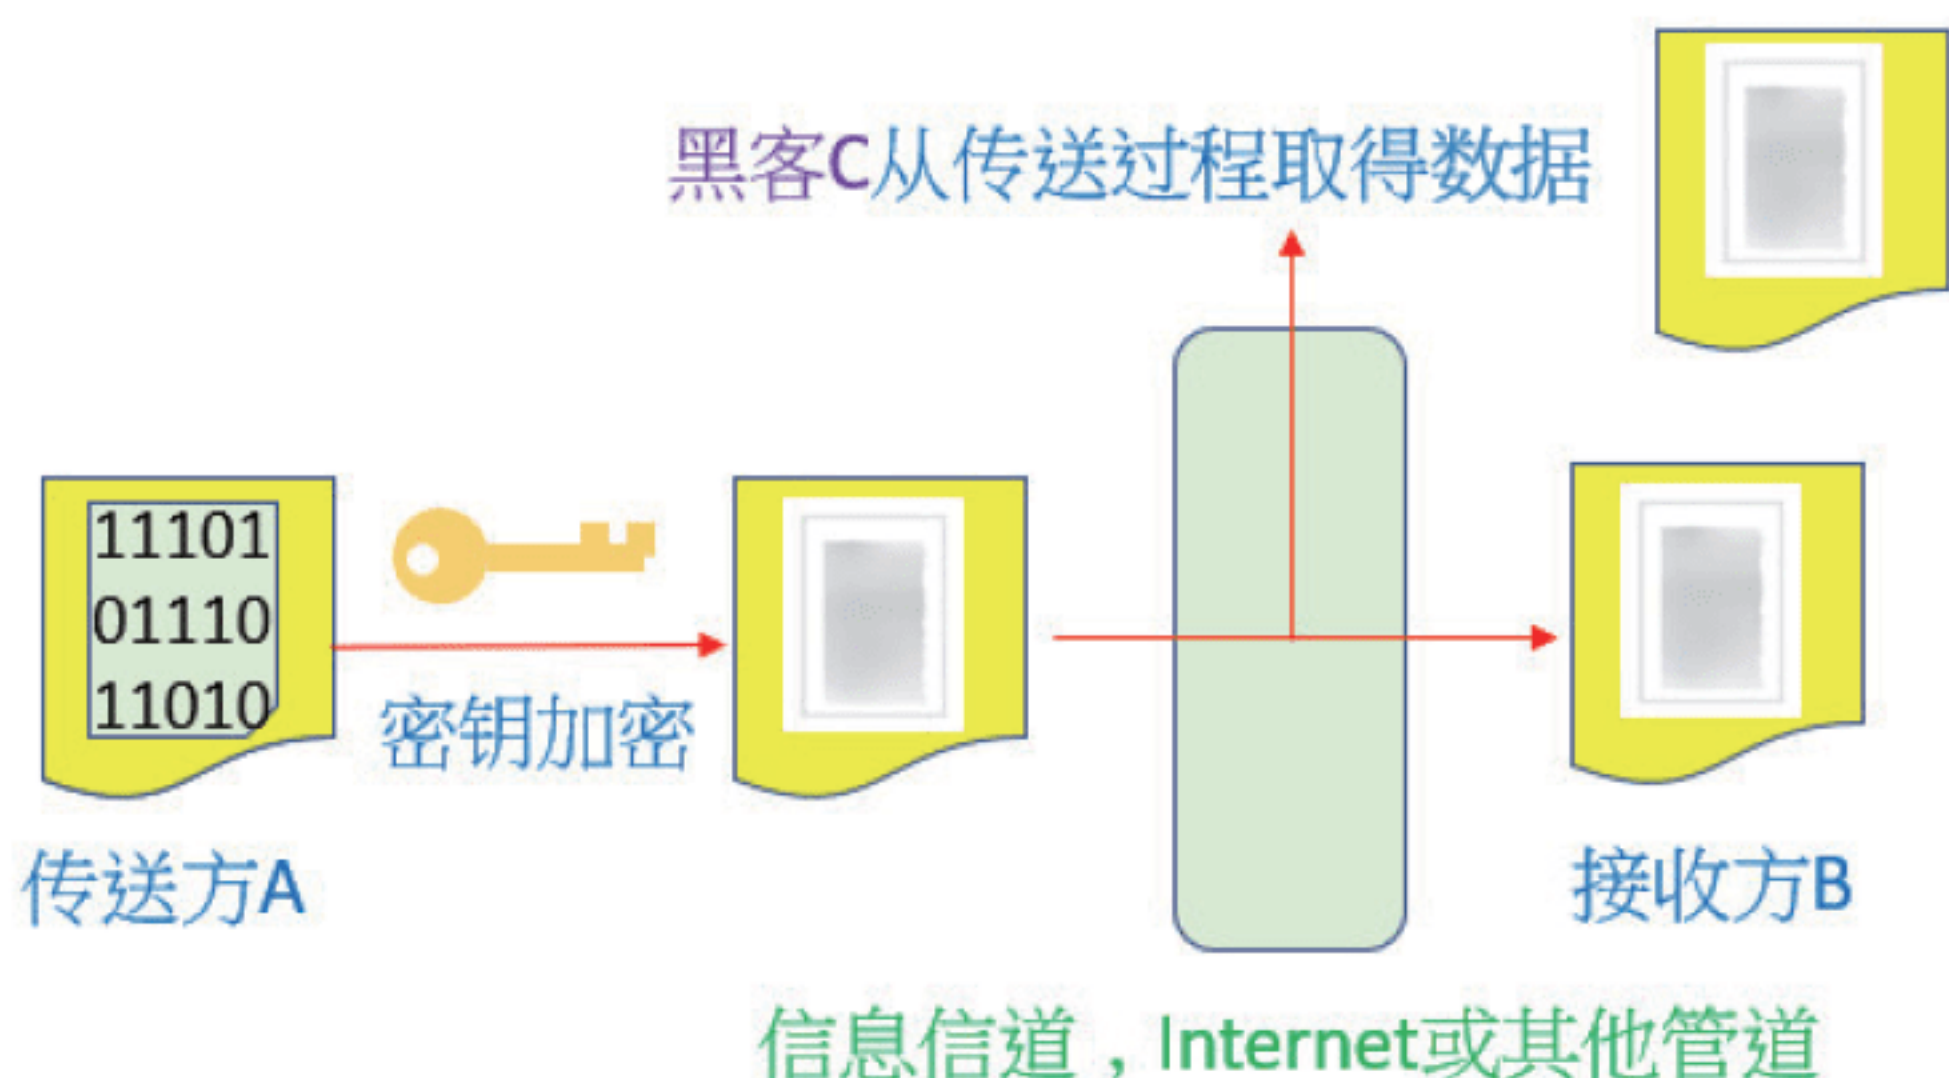 黑客C从传送过程取得数据
11101
01110
11010
密钥加密
传送方A
接收方B
信息信道，Internet或其他管道